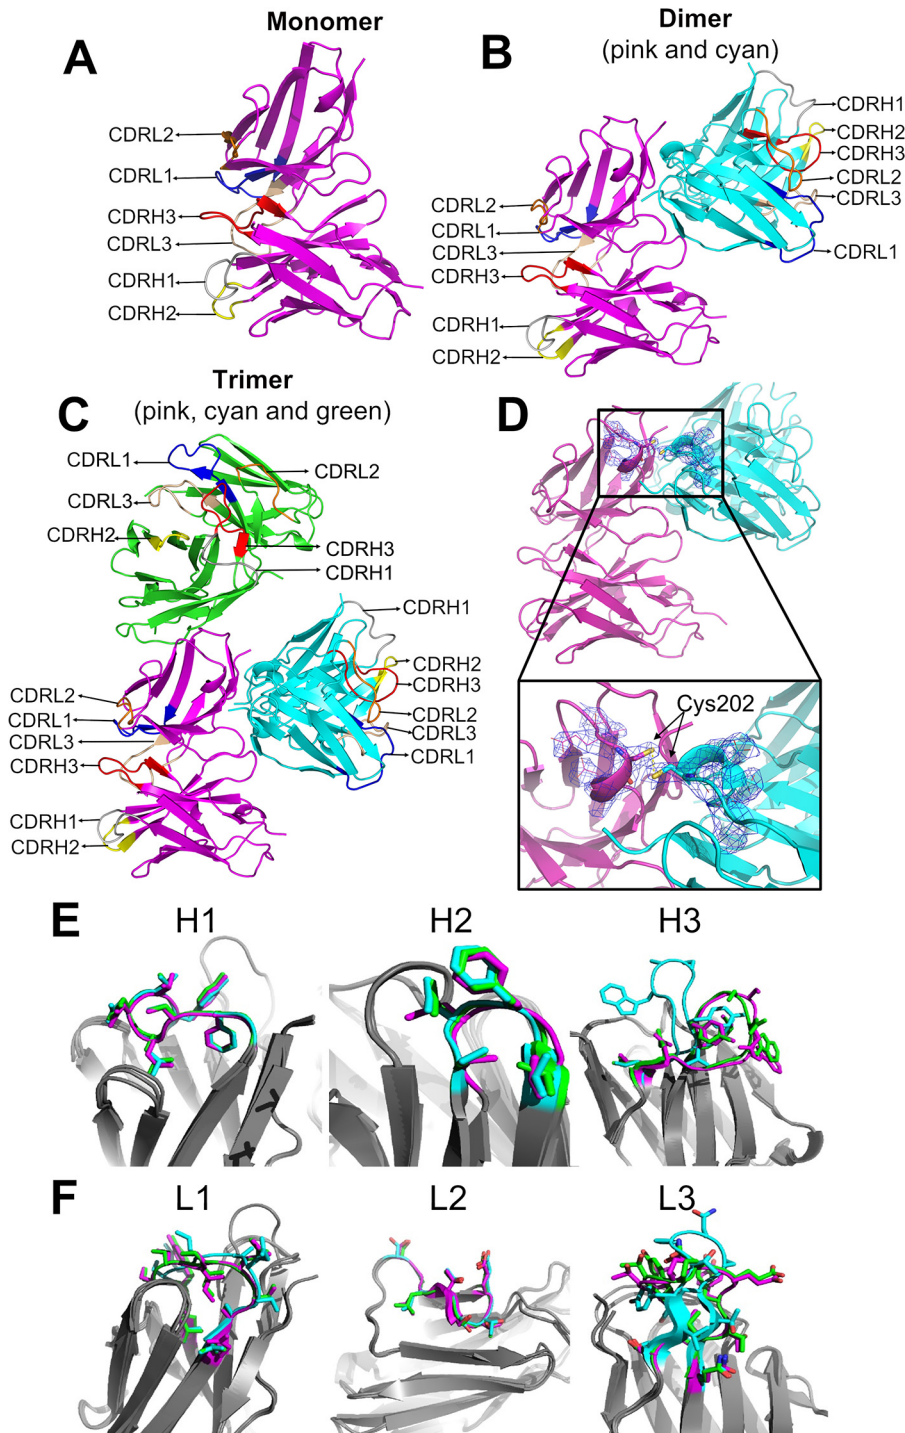 A
Monomer
CDRL2
CDRL1
CDRH3
CDRL3
CDRH1
CDRH2
B
Dimer
(pink and cyan)
CDRH1
CDRH2
CDRH3
CDRL2
CDRL3
CDRL1
CDRL2
CDRL1
CDRL3
CDRH3
CDRH1
CDRH2
C
Trimer
(pink, cyan and green)
CDRL1
CDRL2
CDRL3
CDRH2
CDRH3
CDRH1
CDRH1
CDRH2
CDRH3
CDRL2
CDRL3
CDRL1
CDRL2
CDRL1
CDRL3
CDRH3
CDRH1
CDRH2
D
Cys202
E
H1
H2
H3
F
L1
L2
L3